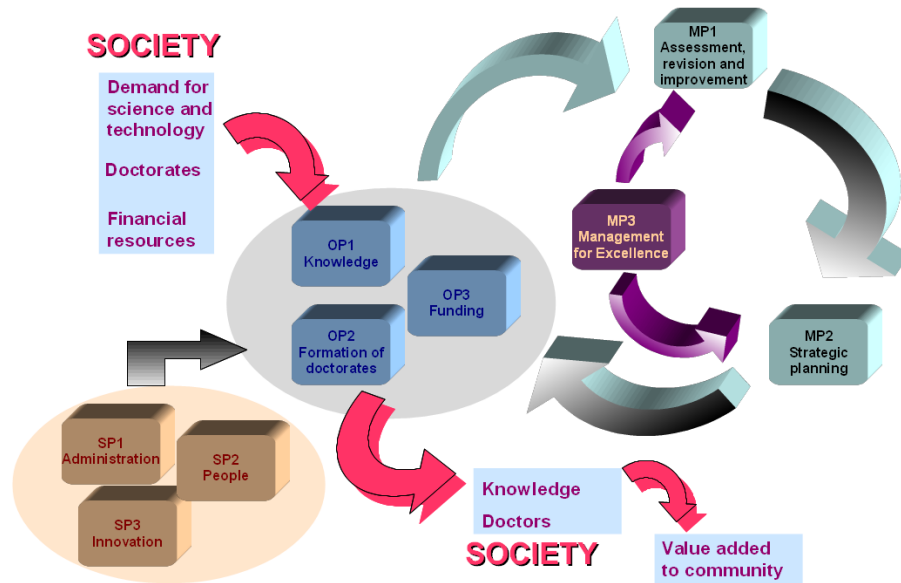 SOCIETY
Demand for
science and
technology
Doctorates
Financial
resources
MP1
Assessment,
revision and
improvement
OP1
Knowledge
OP3
Funding
OP2
Formation of
doctorates
MP3
Management
for Excellence
MP2
Strategic
planning
SP1
Administration
SP2
People
SP3
Innovation
Knowledge
Doctors
SOCIETY
Value added
to community